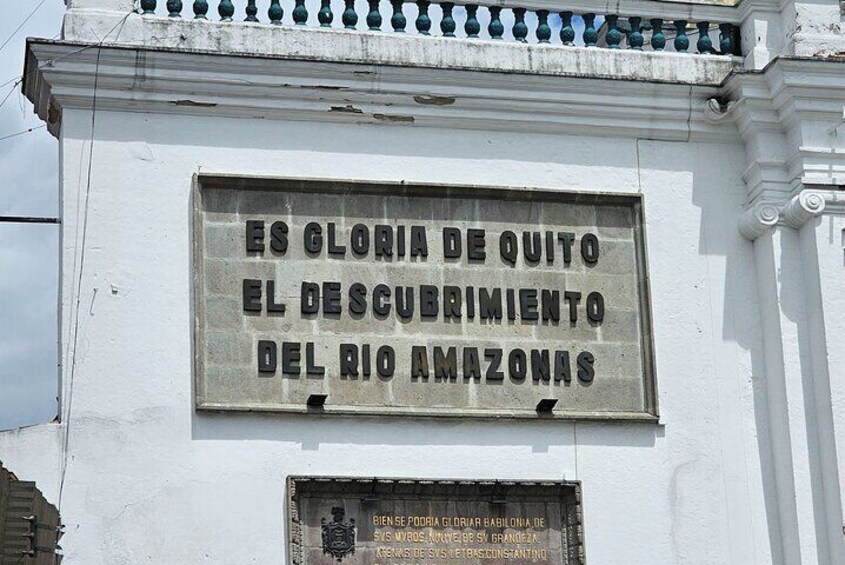 ES GLORIA DE QUITO
EL DESCUBRIMIENTO
DEL RIO AMAZONAS
BIEN SE PODRIA GLORIAR BABILONIA, DE
SVS MVROS, NINIVE, DE SV GRANDEZA,
ATENAS DE SVS LETRAS, CONSTANTINO